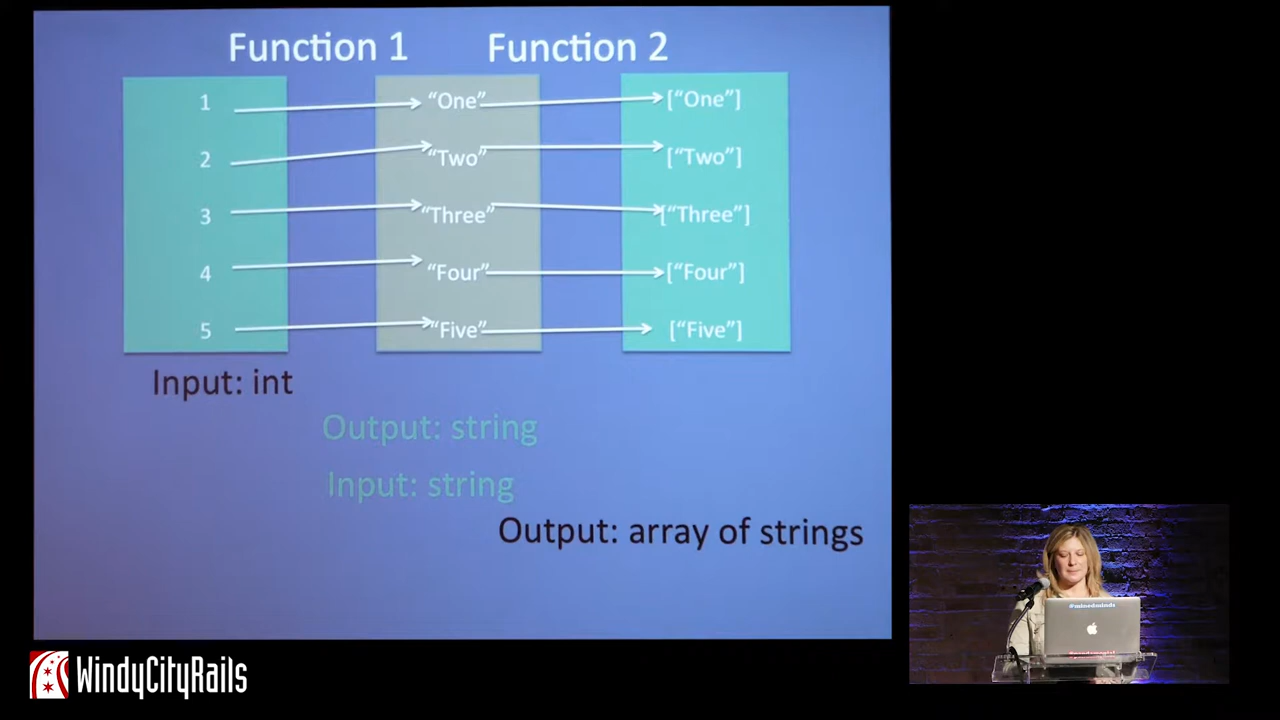 Function 1 Function 2
1 “One” [“One”]
2 “Two” [“Two”]
3 “Three” [“Three”]
4 “Four” [“Four”]
5 “Five” [“Five”]
Input: int
Output: string
Input: string
Output: array of strings
WindyCityRails
#minedminds